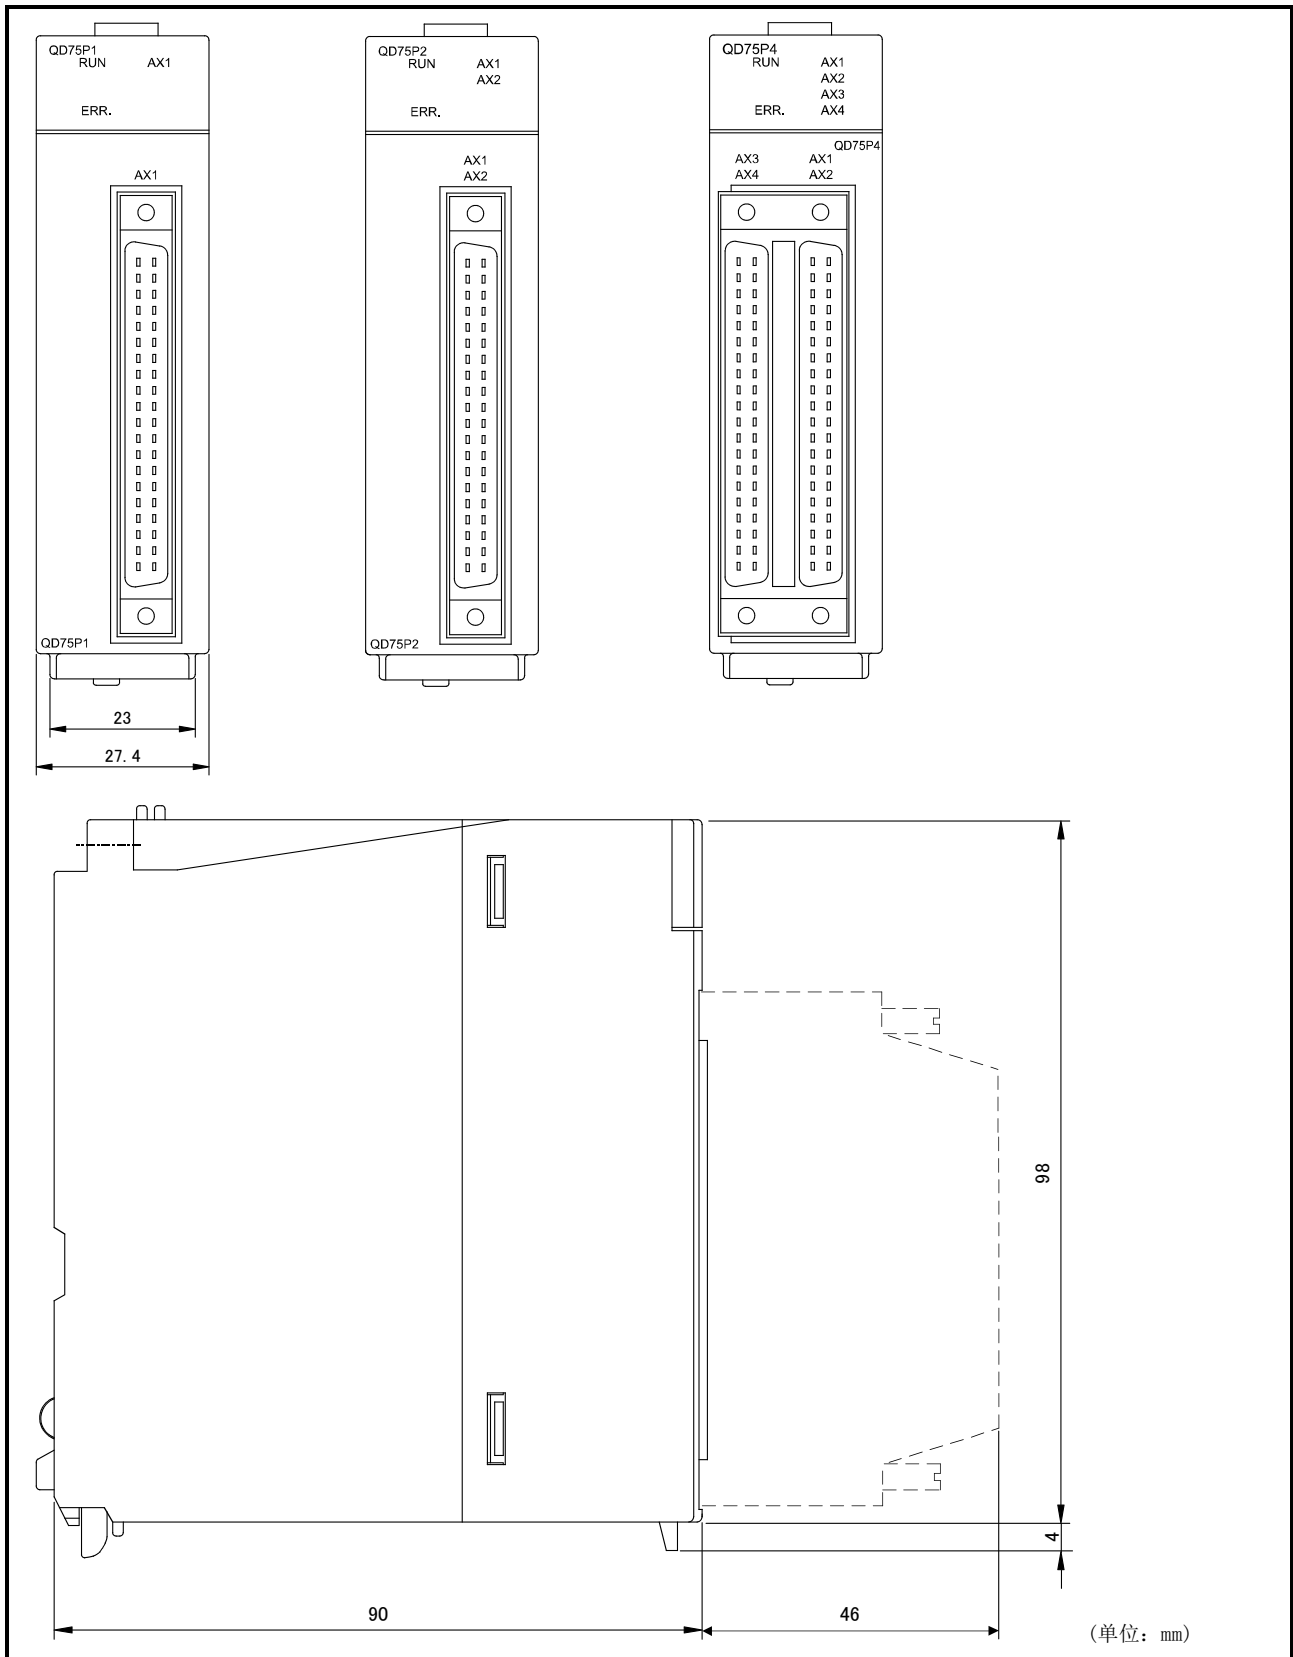 QD75P1
RUN AX1
ERR.
AX1
QD75P1
23
27.4
QD75P2
RUN AX1
AX2
ERR.
AX1
AX2
QD75P2
QD75P4
RUN AX1
AX2
AX3
ERR. AX4
QD75P4
AX3 AX1
AX4 AX2
98
4
90
46
(单位: mm)